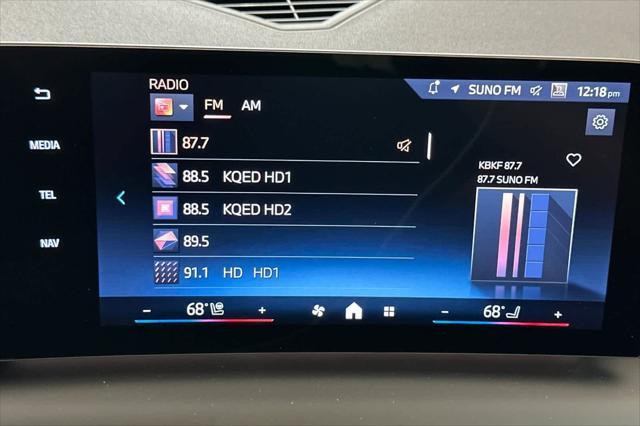 RADIO
SUNO FM 12:18 pm
FM AM
MEDIA
TEL
NAV
87.7
88.5 KQED HD1
88.5 KQED HD2
89.5
91.1 HD HD1
KBKF 87.7
87.7 SUNO FM
- 68° +
- 68° +